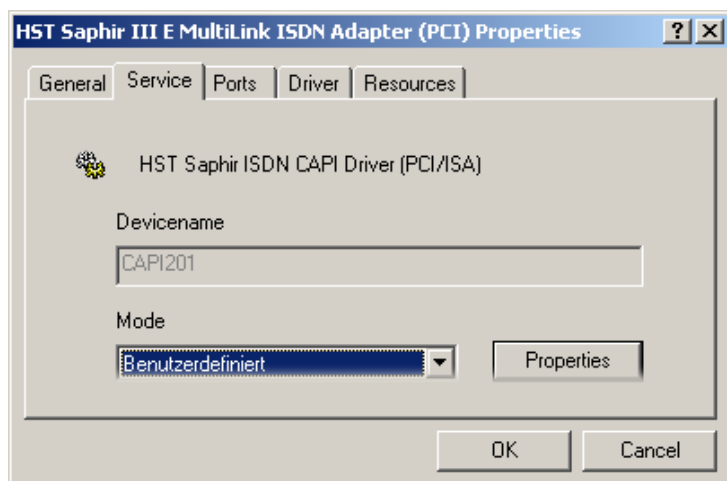 HST Saphir III E MultiLink ISDN Adapter (PCI) Properties
General Service Ports Driver Resources
HST Saphir ISDN CAPI Driver (PCI/ISA)
Devicename
CAPI201
Mode
Benutzerdefiniert Properties
OK Cancel